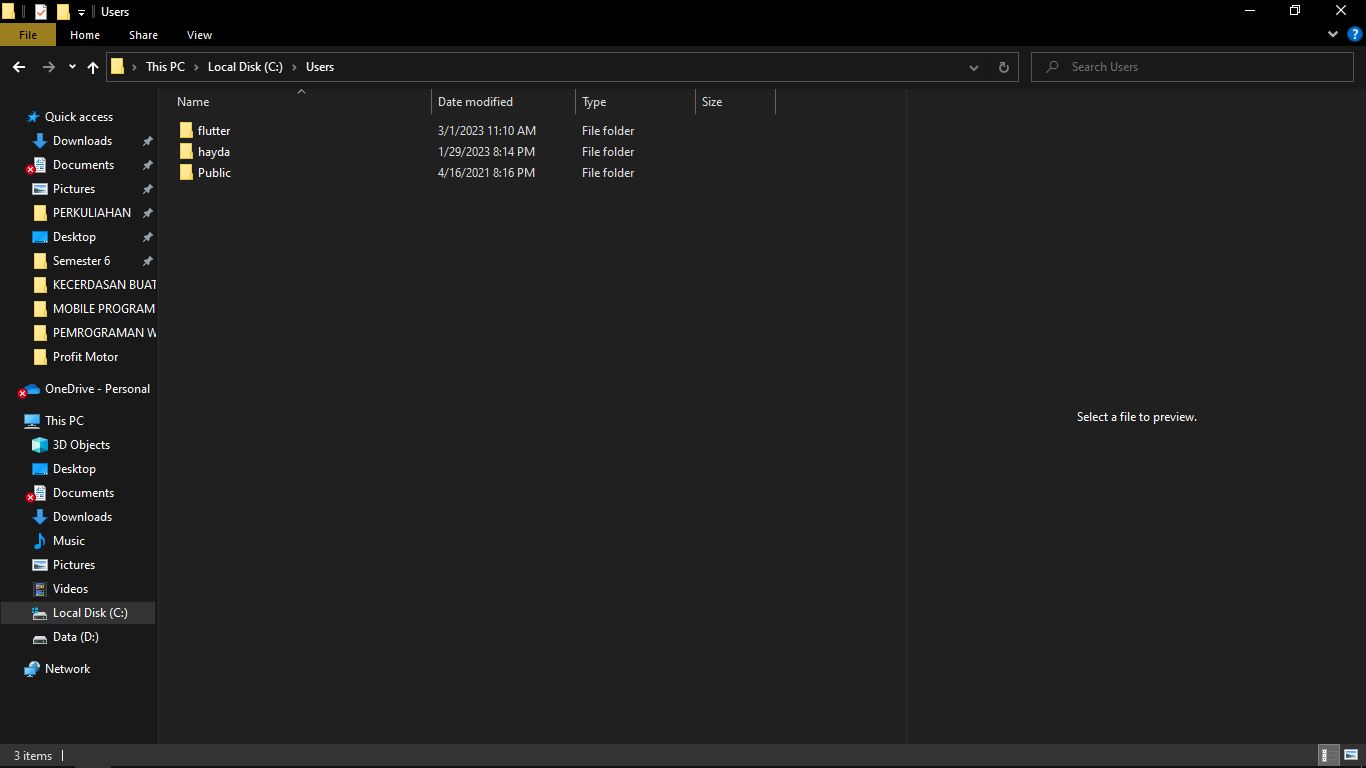 Users
File Home Share View
This PC Local Disk (C:) Users Search Users
Name Date modified Type Size
flutter 3/1/2023 11:10 AM File folder
hayda 1/29/2023 8:14 PM File folder
Public 4/16/2021 8:16 PM File folder
Quick access
Downloads
Documents
Pictures
PERKULIAHAN
Desktop
Semester 6
KECERDASAN BUAT
MOBILE PROGRAM
PEMROGRAMAN W
Profit Motor
OneDrive - Personal
This PC
3D Objects
Desktop
Documents
Downloads
Music
Pictures
Videos
Local Disk (C:)
Data (D:)
Network
Select a file to preview.
3 items